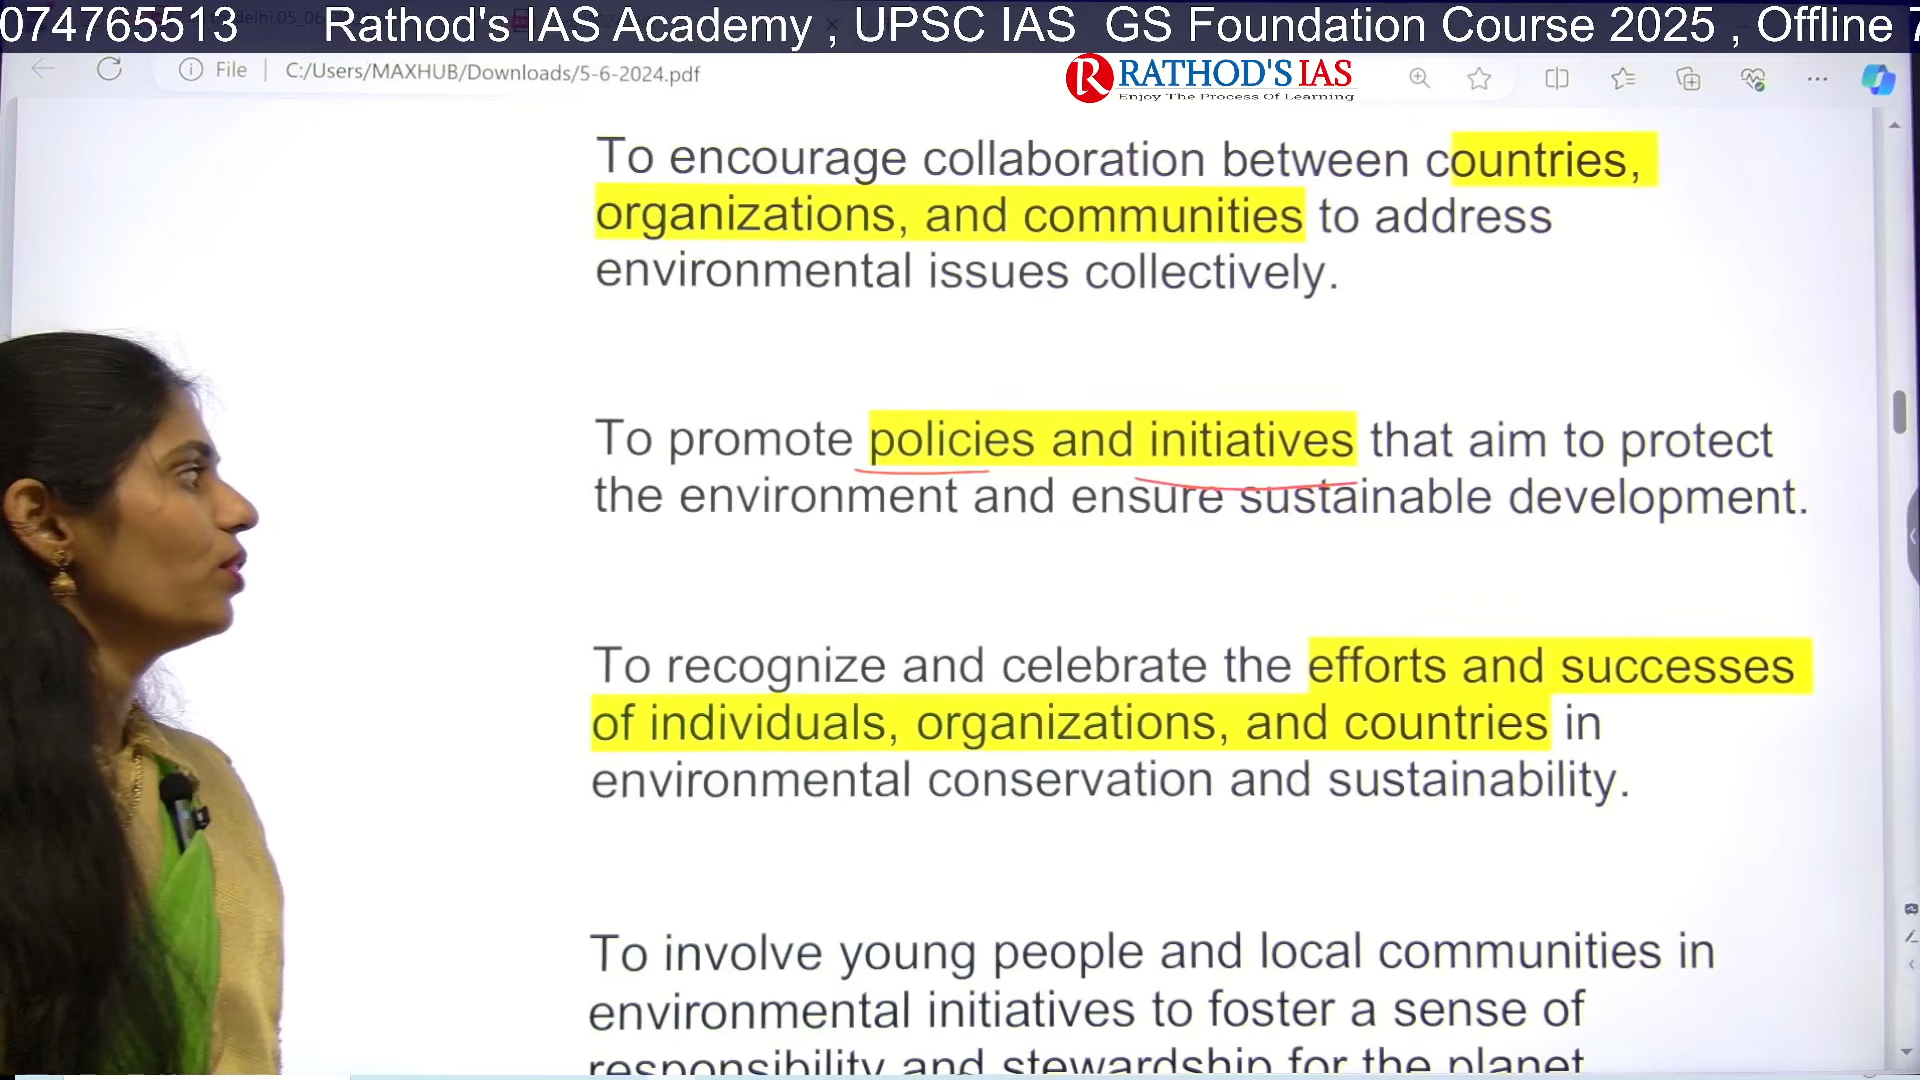 074765513 Rathod's IAS Academy , UPSC IAS GS Foundation Course 2025 , Offline 7
File C:/Users/MAXHUB/Downloads/5-6-2024.pdf
RATHOD'S IAS
Enjoy The Process Of Learning
To encourage collaboration between countries,
organizations, and communities to address
environmental issues collectively.
To promote policies and initiatives that aim to protect
the environment and ensure sustainable development.
To recognize and celebrate the efforts and successes
of individuals, organizations, and countries in
environmental conservation and sustainability.
To involve young people and local communities in
environmental initiatives to foster a sense of
responsibility and stewardship for the planet